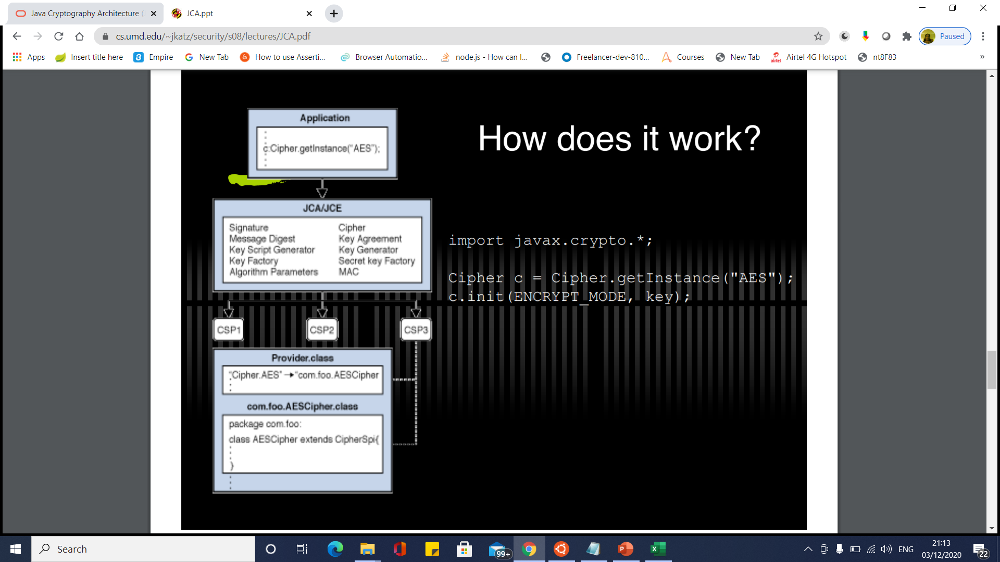 Java Cryptography Architecture (
JCA.ppt
cs.umd.edu/~jkatz/security/s08/lectures/JCA.pdf
Paused
Apps
Insert title here
Empire
New Tab
How to use Asserti...
Browser Automatio...
node.js - How can I...
Freelancer-dev-810...
Courses
New Tab
Airtel 4G Hotspot
nt8F83
»
How does it work?
Application
c:Cipher.getInstance("AES");
JCA/JCE
Signature
Message Digest
Key Script Generator
Key Factory
Algorithm Parameters
Cipher
Key Agreement
Key Generator
Secret key Factory
MAC
CSP1
CSP2
CSP3
Provider.class
"Cipher.AES" → "com.foo.AESCipher
com.foo.AESCipher.class
package com.foo:
class AESCipher extends CipherSpi{
}
import javax.crypto.*;
Cipher c = Cipher.getInstance("AES");
c.init(ENCRYPT_MODE, key);
Search
99+
ENG
21:13
03/12/2020
22